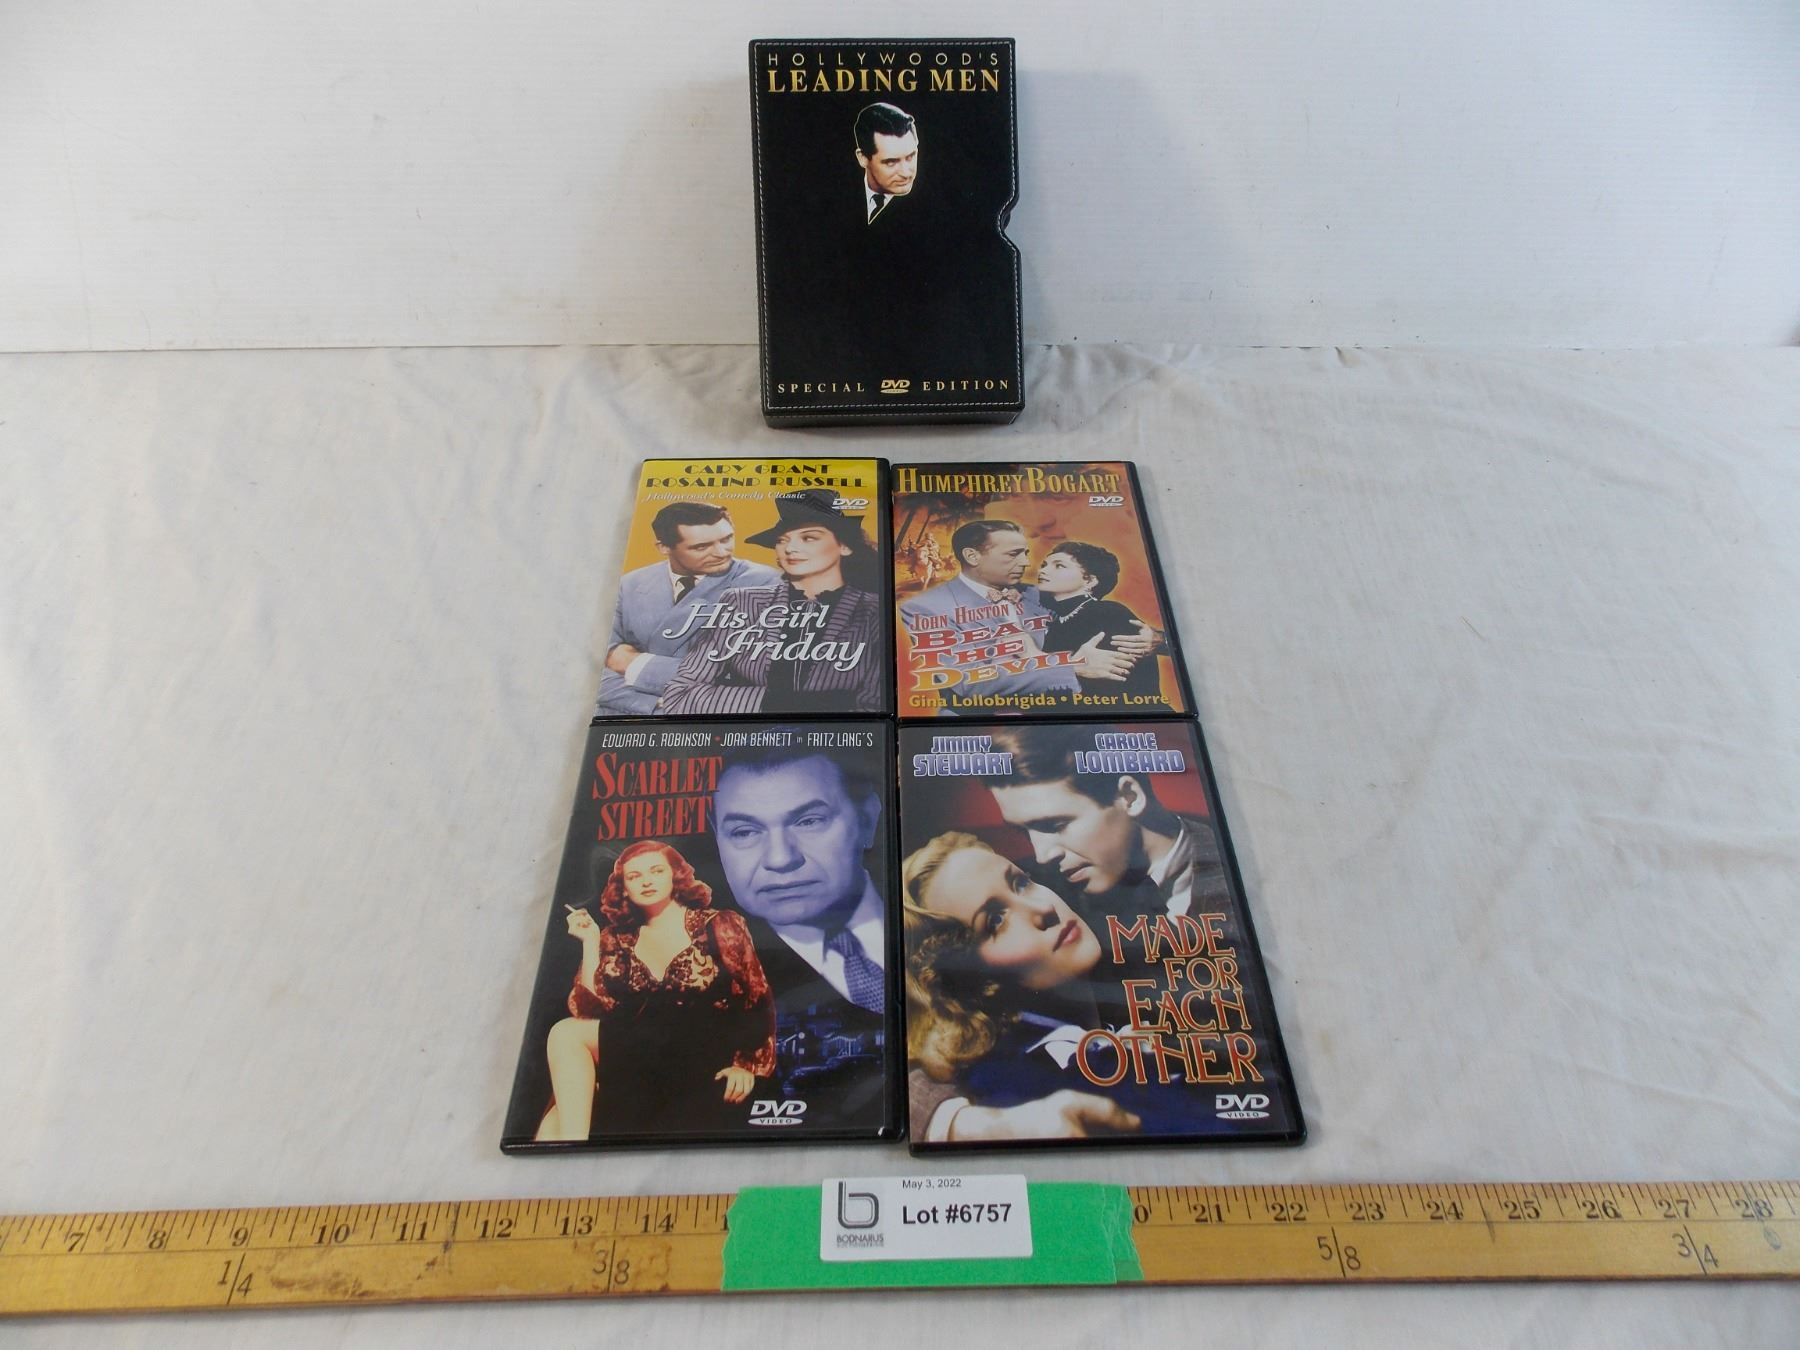 HOLLYWOOD'S
LEADING MEN
SPECIAL DVD EDITION
CARY GRANT
ROSALIND RUSSELL
Hollywood's Comedy Classic
DVD
VIDEO
His Girl
Friday
HUMPHREY BOGART
DVD
VIDEO
JOHN HUSTON'S
BEAT
THE
DEVIL
Gina Lollobrigida • Peter Lorre
EDWARD G. ROBINSON • JOAN BENNETT in FRITZ LANG'S
SCARLET
STREET
DVD
VIDEO
JIMMY
STEWART
CAROLE
LOMBARD
MADE
FOR
EACH
OTHER
DVD
VIDEO
May 3, 2022
b
Lot #6757
BODNARUS
7 8 9 10 11 12 13 14 1 0 21 22 23 24 25 26 27 28
1/4 3/8 5/8 3/4